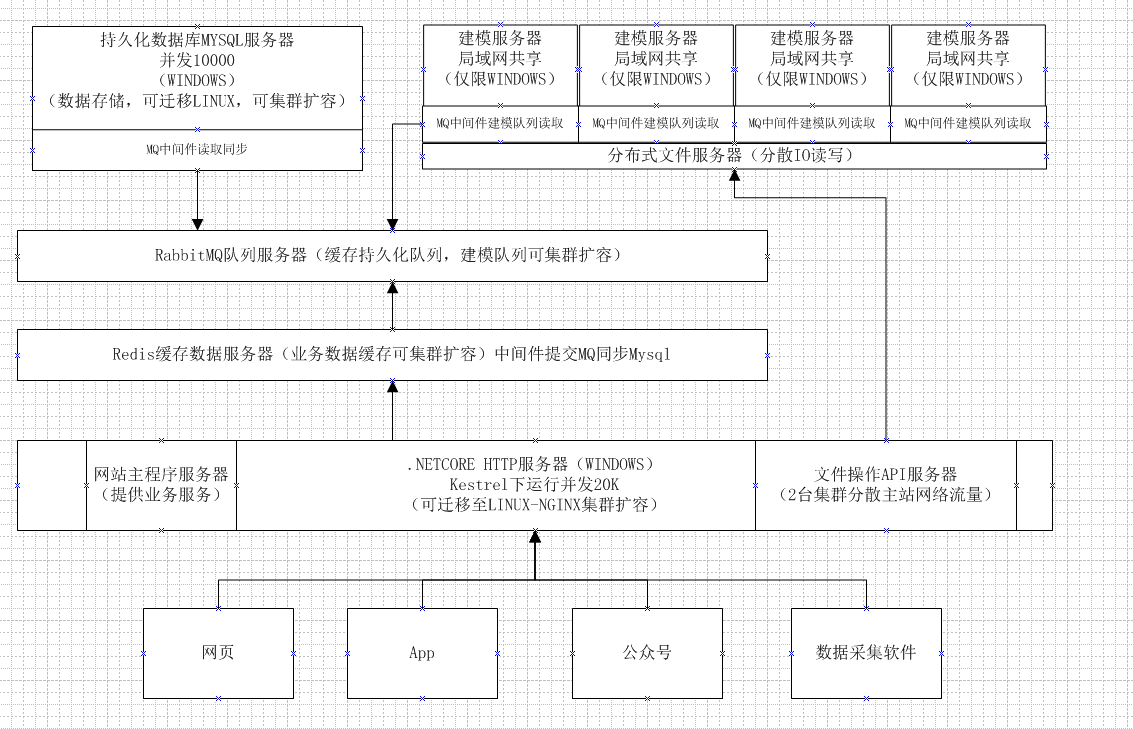 持久化数据库MYSQL服务器
并发10000
（WINDOWS）
（数据存储，可迁移LINUX，可集群扩容）
MQ中间件读取同步
建模服务器
局域网共享
（仅限WINDOWS）
MQ中间件建模队列读取
建模服务器
局域网共享
（仅限WINDOWS）
MQ中间件建模队列读取
建模服务器
局域网共享
（仅限WINDOWS）
MQ中间件建模队列读取
建模服务器
局域网共享
（仅限WINDOWS）
MQ中间件建模队列读取
分布式文件服务器（分散IO读写）
RabbitMQ队列服务器（缓存持久化队列，建模队列可集群扩容）
Redis缓存数据服务器（业务数据缓存可集群扩容）中间件提交MQ同步Mysql
网站主程序服务器
（提供业务服务）
.NETCORE HTTP服务器（WINDOWS）
Kestrel下运行并发20K
（可迁移至LINUX-NGINX集群扩容）
文件操作API服务器
（2台集群分散主站网络流量）
网页
App
公众号
数据采集软件